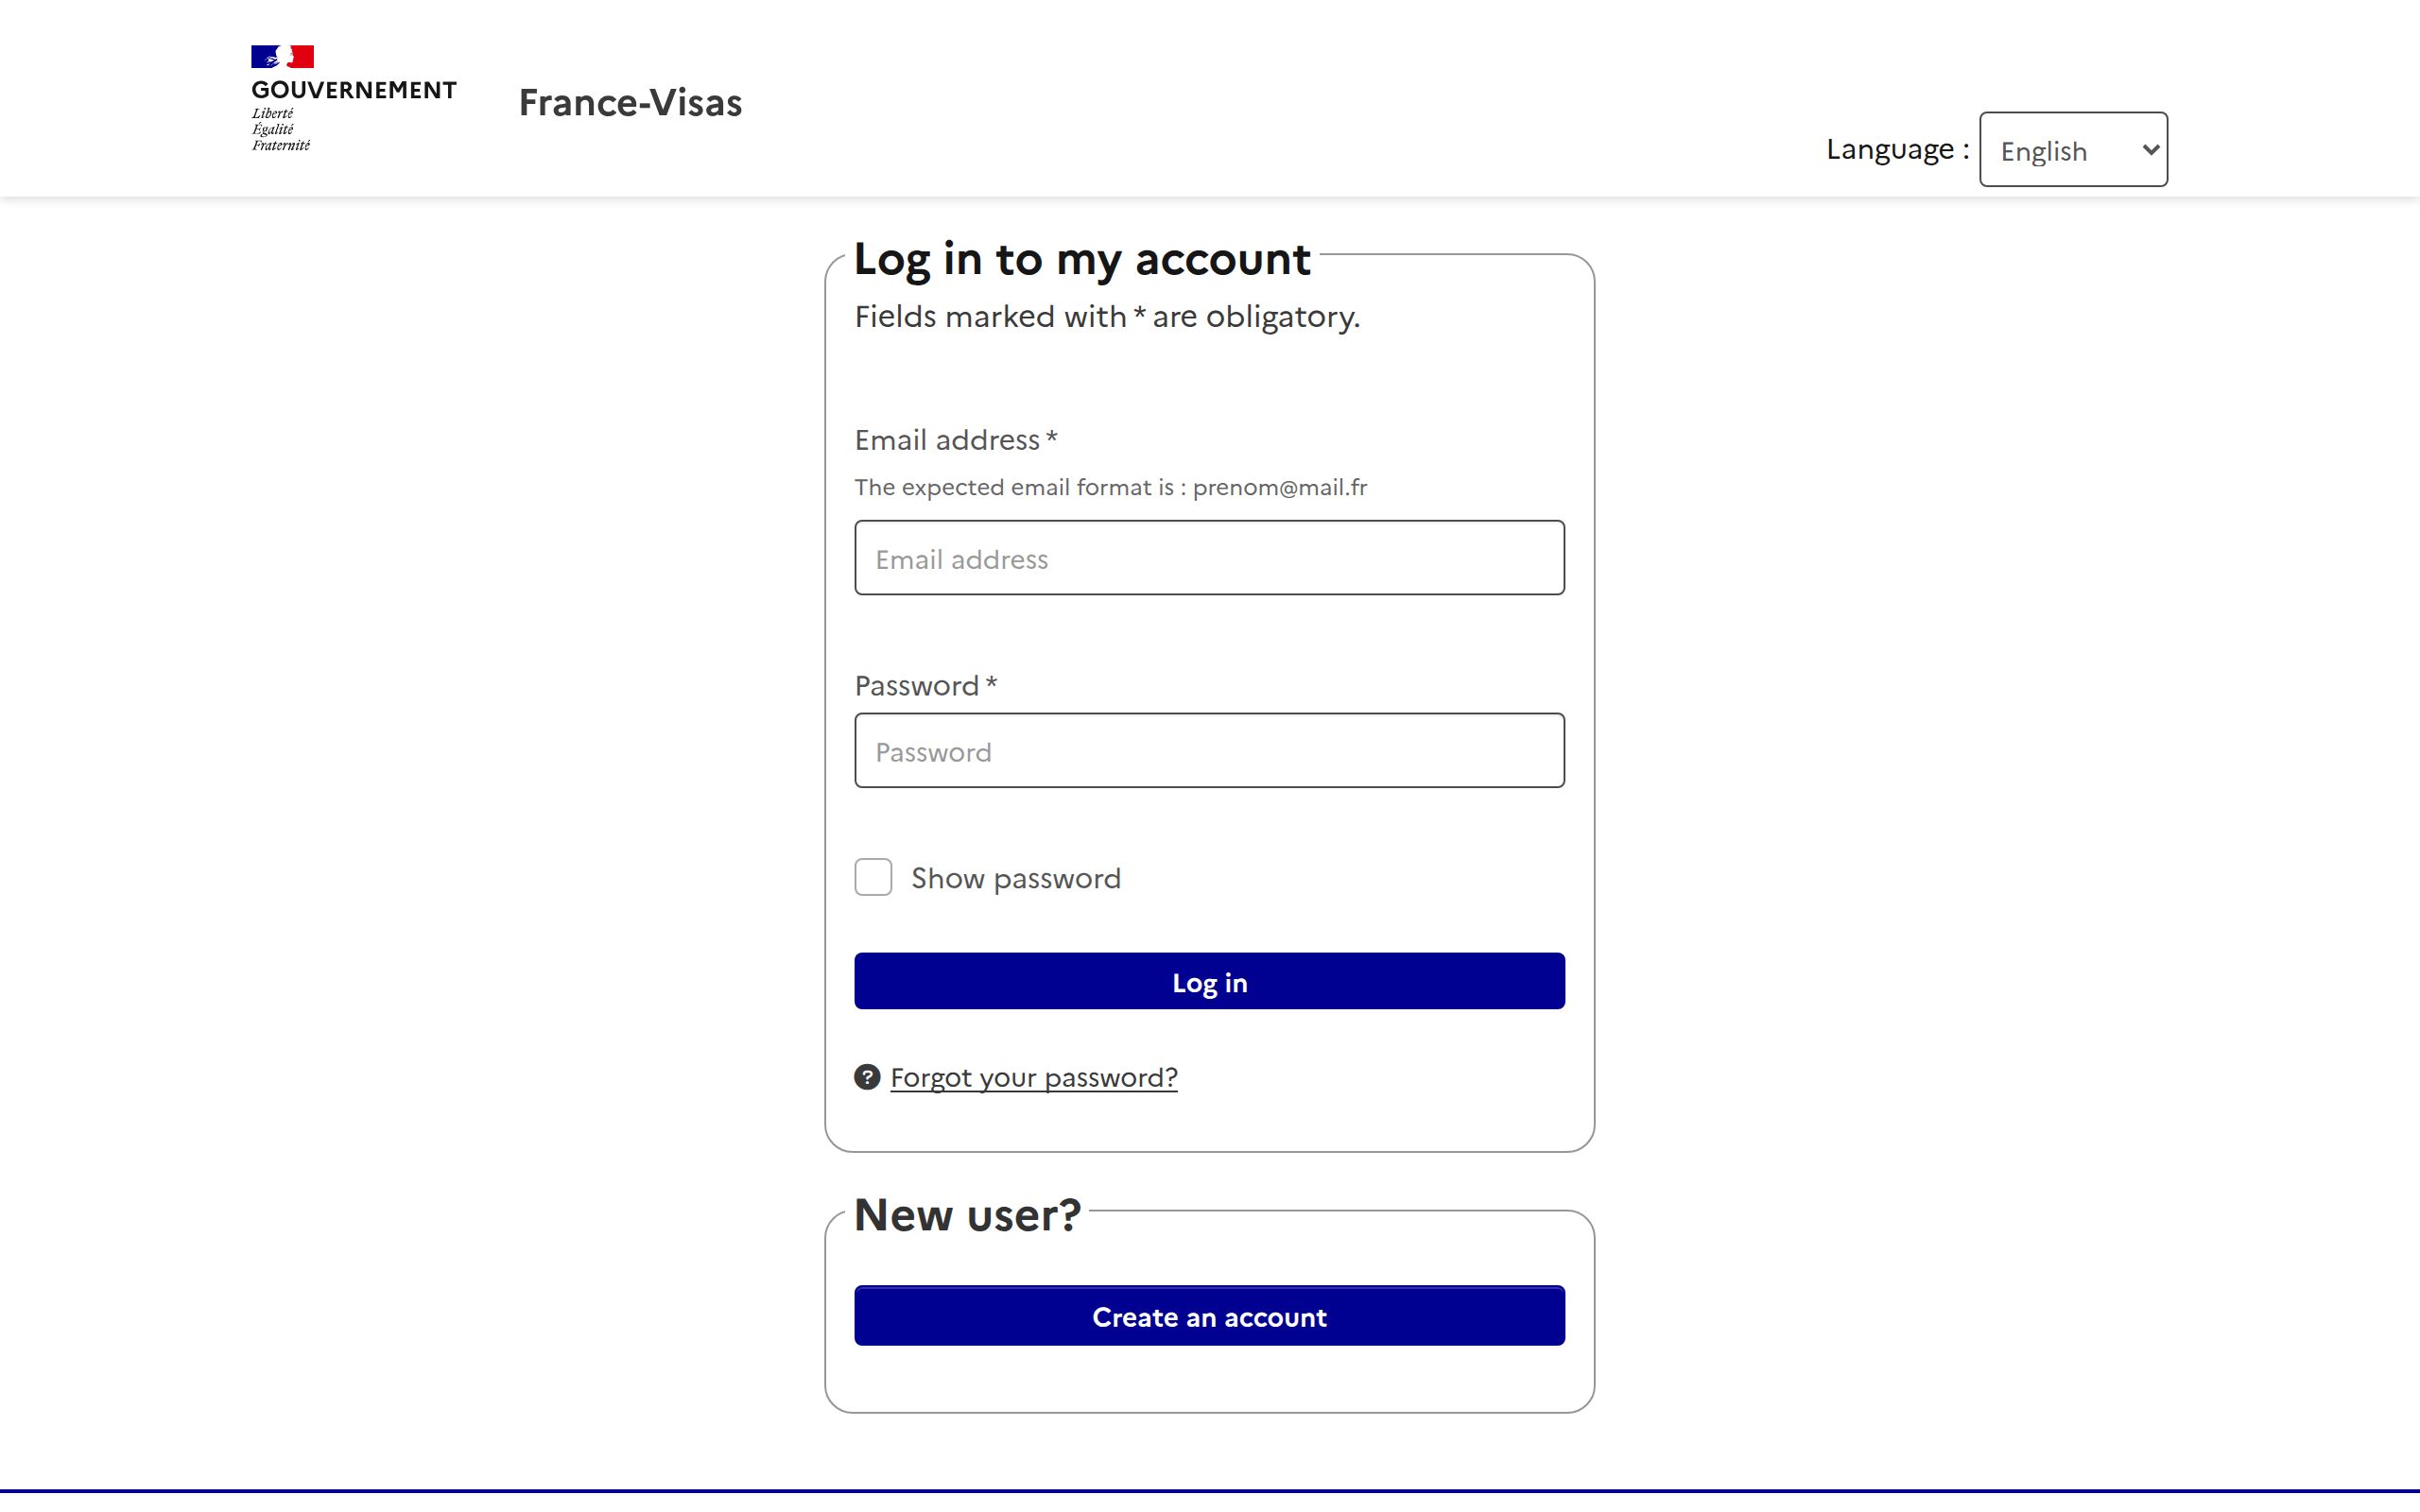 GOUVERNEMENT
Liberté
Égalité
Fraternité
France-Visas
Language :
English
Log in to my account
Fields marked with * are obligatory.
Email address *
The expected email format is : prenom@mail.fr
Email address
Password *
Password
Show password
Log in
? Forgot your password?
New user?
Create an account